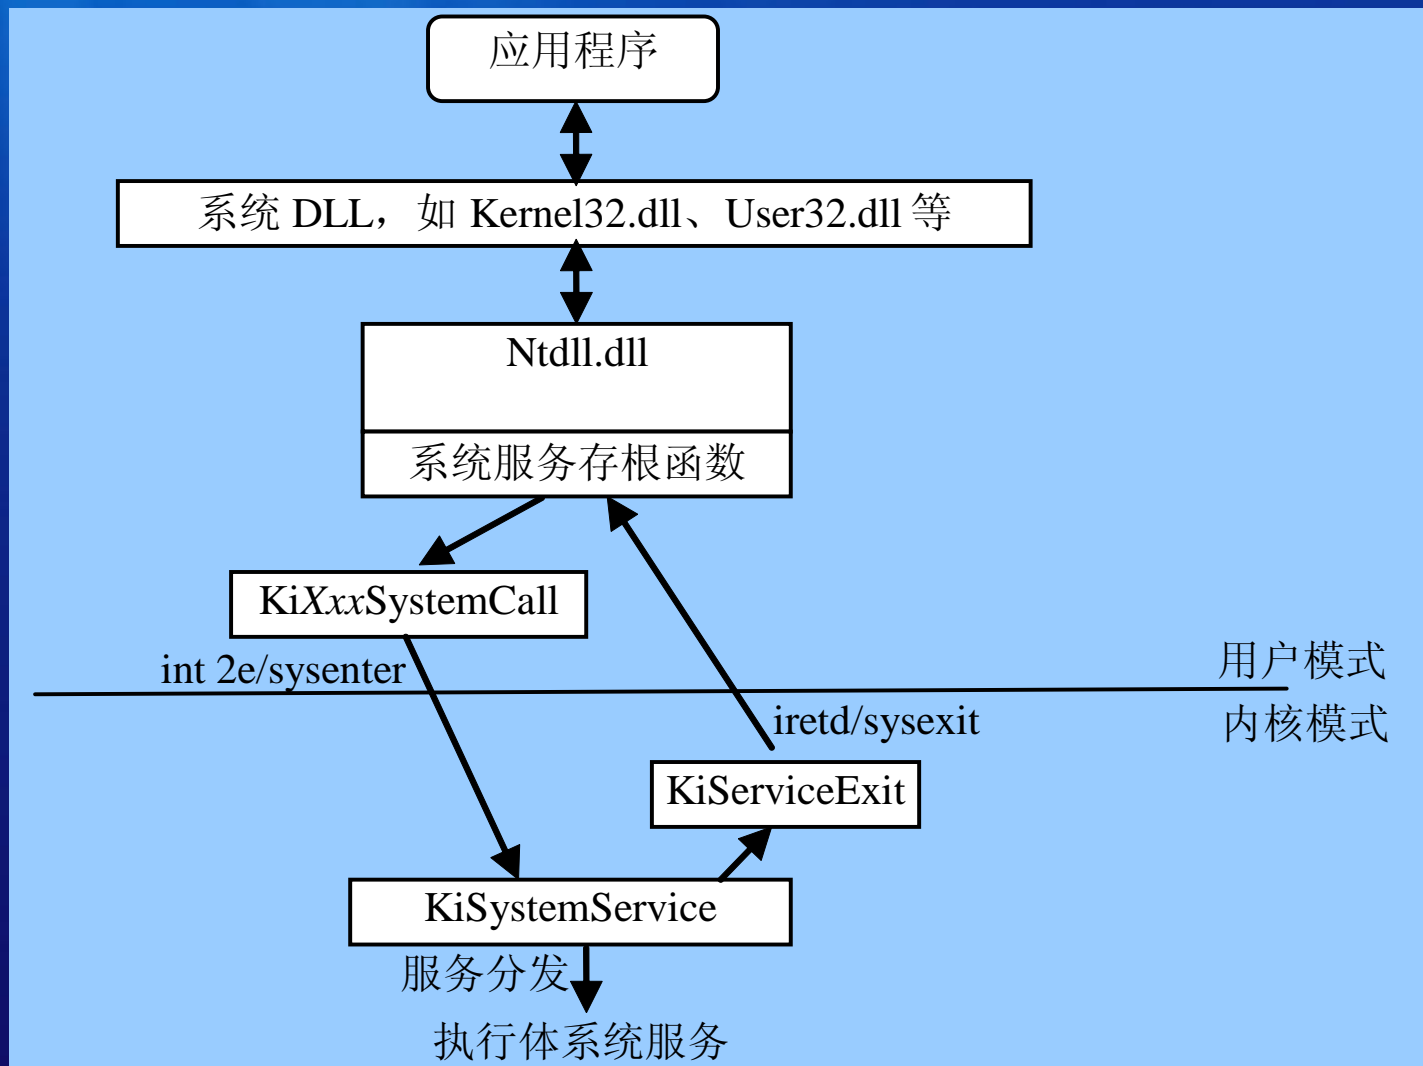 应用程序
系统 DLL，如 Kernel32.dll、User32.dll 等
Ntdll.dll
系统服务存根函数
KiXxxSystemCall
int 2e/sysenter
用户模式
iretd/sysexit
内核模式
KiServiceExit
KiSystemService
服务分发
执行体系统服务